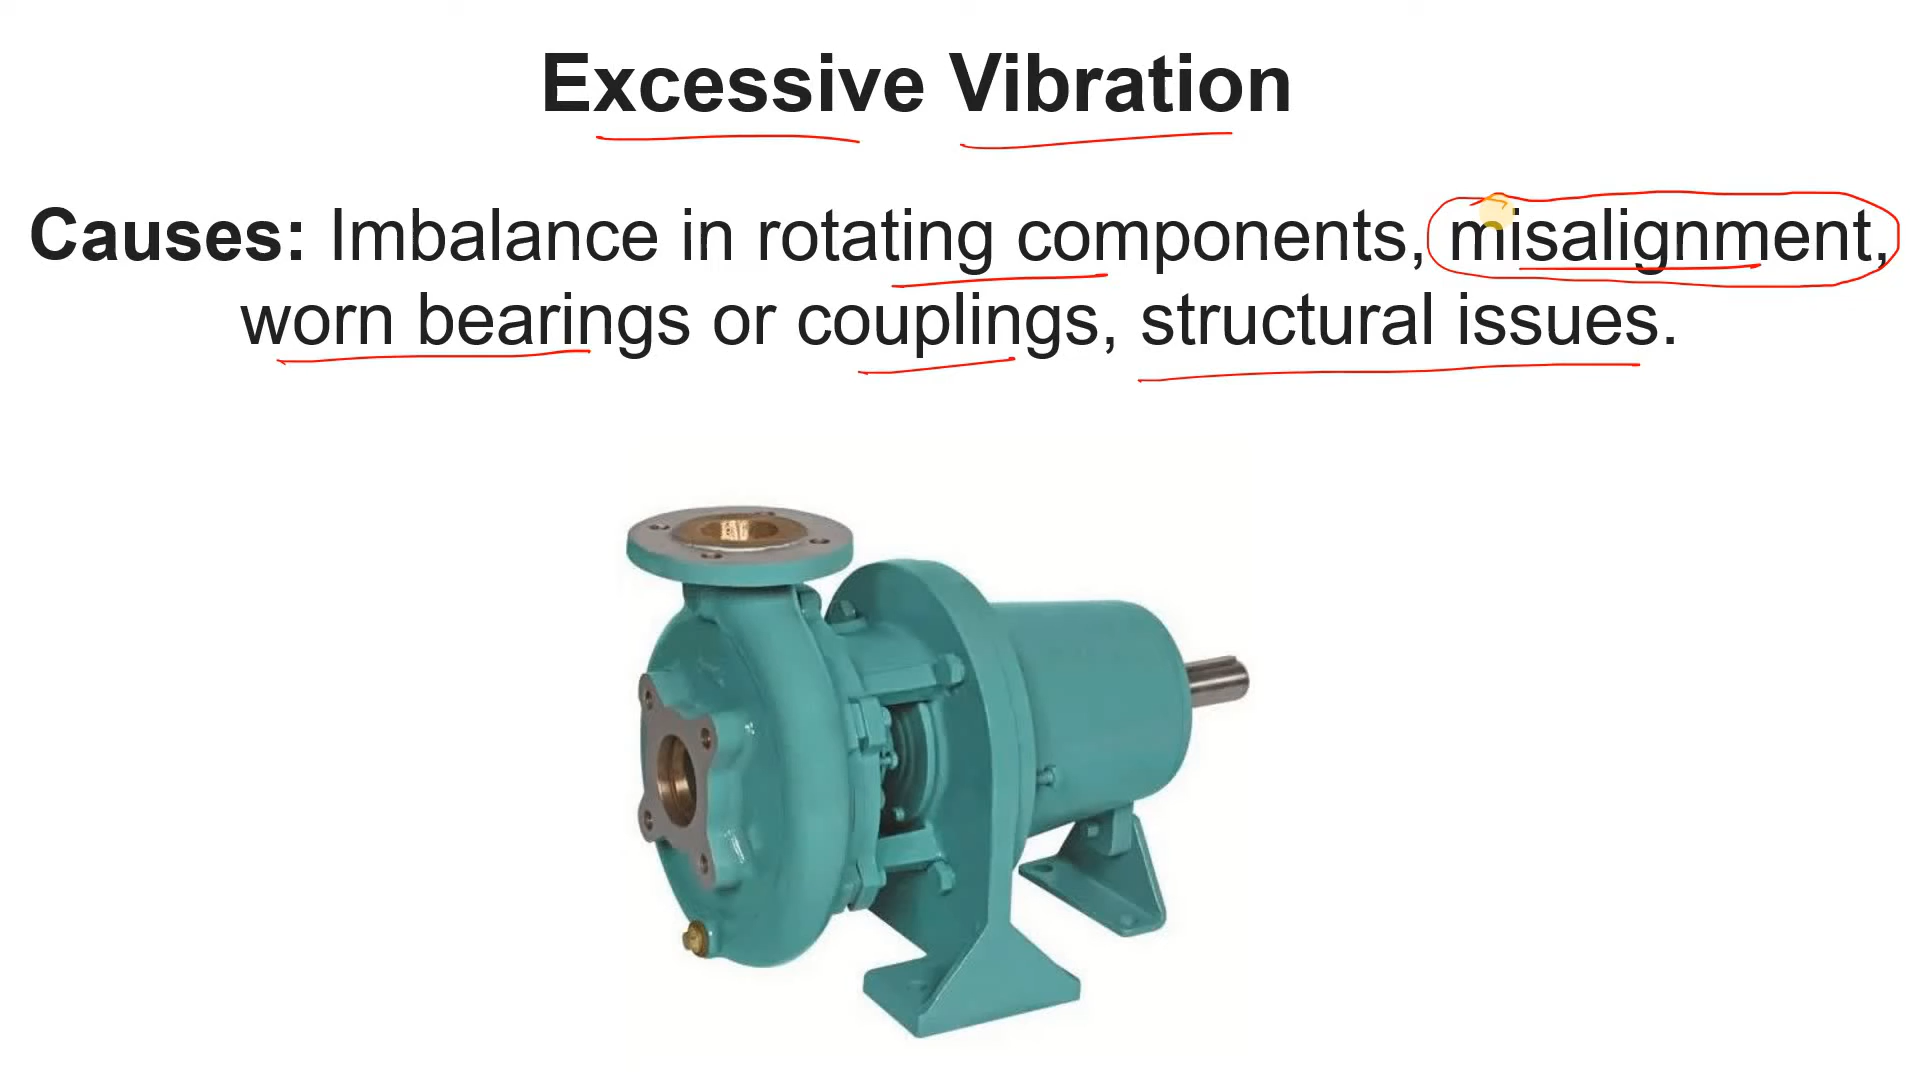 Excessive Vibration
Causes: Imbalance in rotating components, misalignment,
worn bearings or couplings, structural issues.